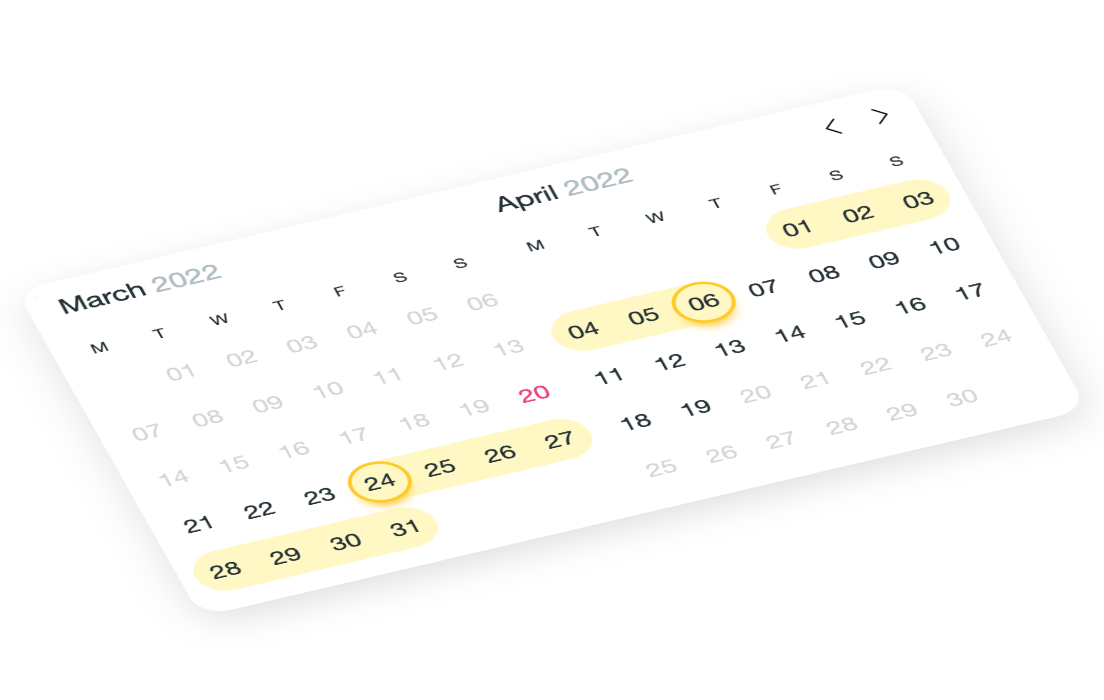 March 2022
M T W T F S S
01 02 03 04 05 06
07 08 09 10 11 12 13
14 15 16 17 18 19 20
21 22 23 24 25 26 27
28 29 30 31
April 2022
M T W T F S S
01 02 03
04 05 06 07 08 09 10
11 12 13 14 15 16 17
18 19 20 21 22 23 24
25 26 27 28 29 30